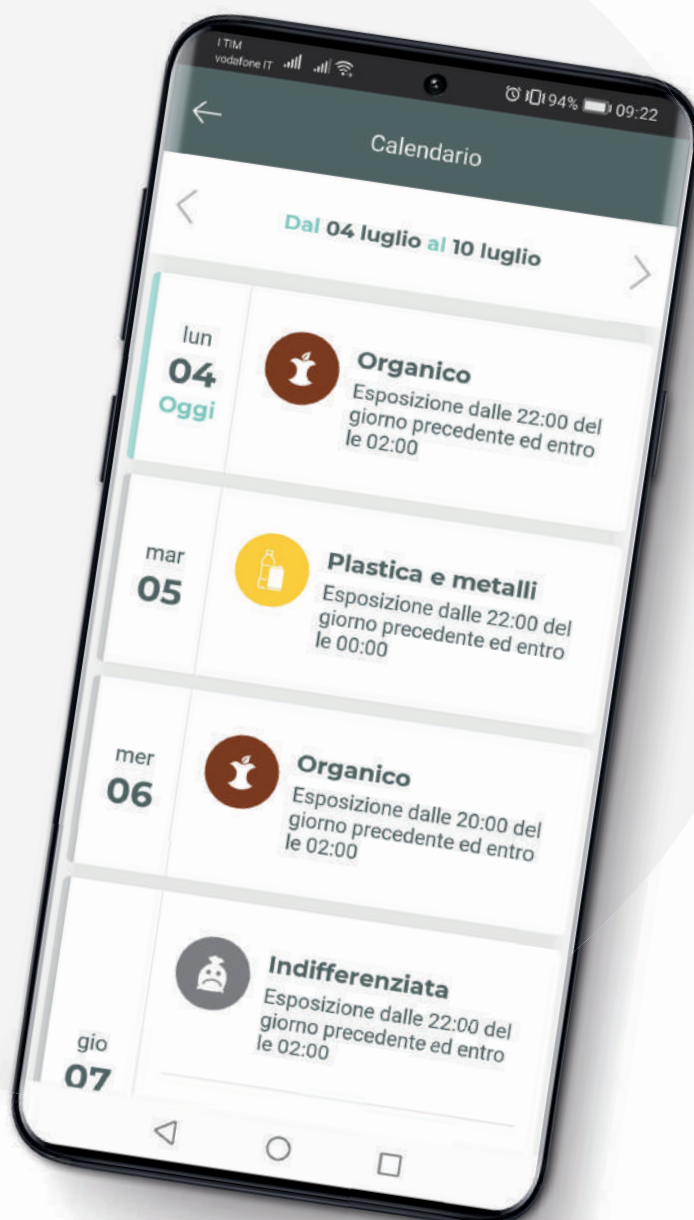 I TIM
vodafone IT
94% 09:22
Calendario
Dal 04 luglio al 10 luglio
lun
04
Oggi
Organico
Esposizione dalle 22:00 del
giorno precedente ed entro
le 02:00
mar
05
Plastica e metalli
Esposizione dalle 22:00 del
giorno precedente ed entro
le 00:00
mer
06
Organico
Esposizione dalle 20:00 del
giorno precedente ed entro
le 02:00
gio
07
Indifferenziata
Esposizione dalle 22:00 del
giorno precedente ed entro
le 02:00